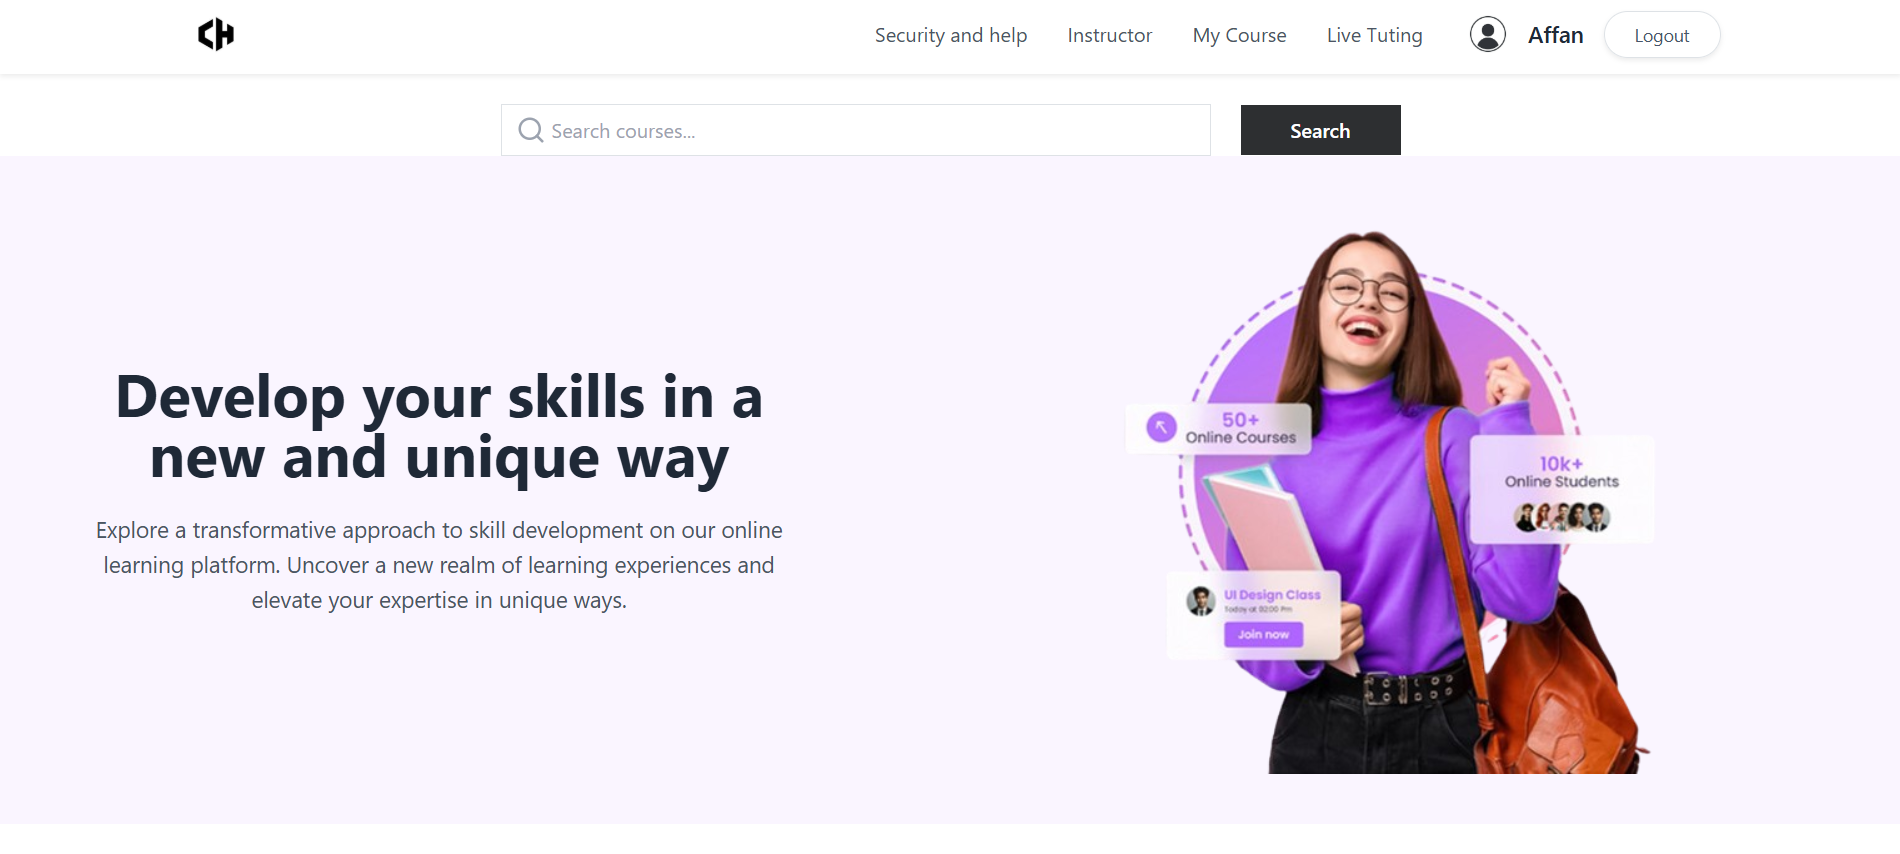 CH
Security and help Instructor My Course Live Tuting Affan Logout
Search courses... Search
Develop your skills in a
new and unique way
Explore a transformative approach to skill development on our online
learning platform. Uncover a new realm of learning experiences and
elevate your expertise in unique ways.
50+
Online Courses
10k+
Online Students
UI Design Class
Today at 02:00 Pm
Join now